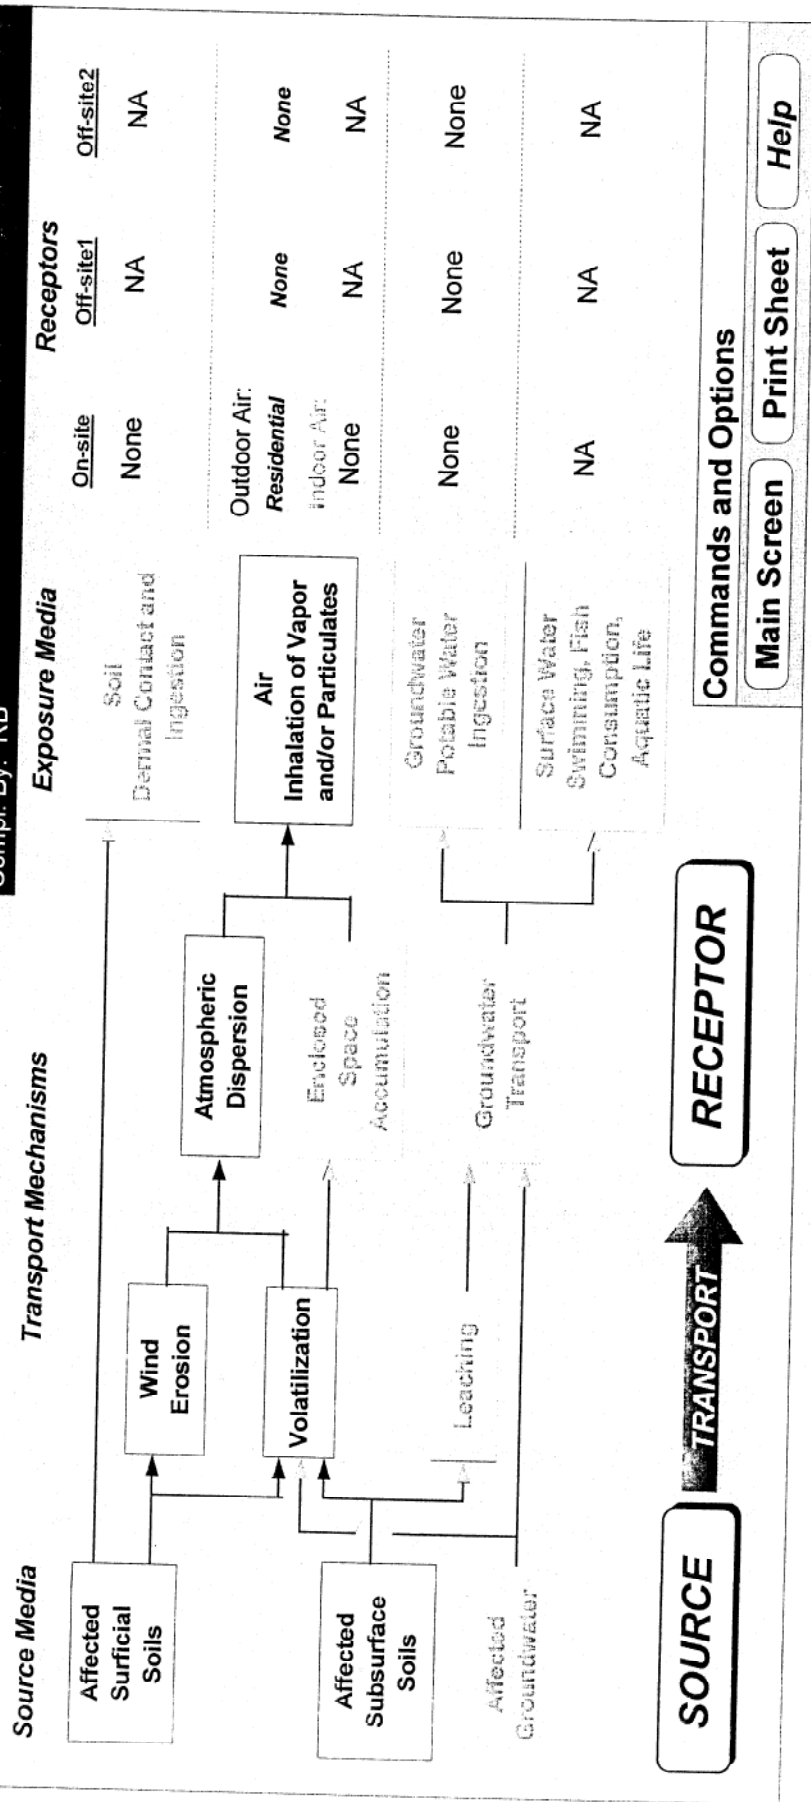 Compl. By: RB
Source Media
Transport Mechanisms
Exposure Media
Receptors
On-site
Off-site1
Off-site2
Affected
Surficial
Soils
Wind
Erosion
Atmospheric
Dispersion
Soil
Dermal Contact and
Ingestion
None
NA
NA
Volatilization
Enclosed
Space
Accumulation
Air
Inhalation of Vapor
and/or Particulates
Outdoor Air:
Residential
None
None
Indoor Air:
None
NA
NA
Affected
Subsurface
Soils
Leaching
Groundwater
Transport
Groundwater
Potable Water
Ingestion
None
None
None
Affected
Groundwater
Surface Water
Swimming, Fish
Consumption,
Aquatic Life
NA
NA
NA
SOURCE
TRANSPORT
RECEPTOR
Commands and Options
Main Screen
Print Sheet
Help